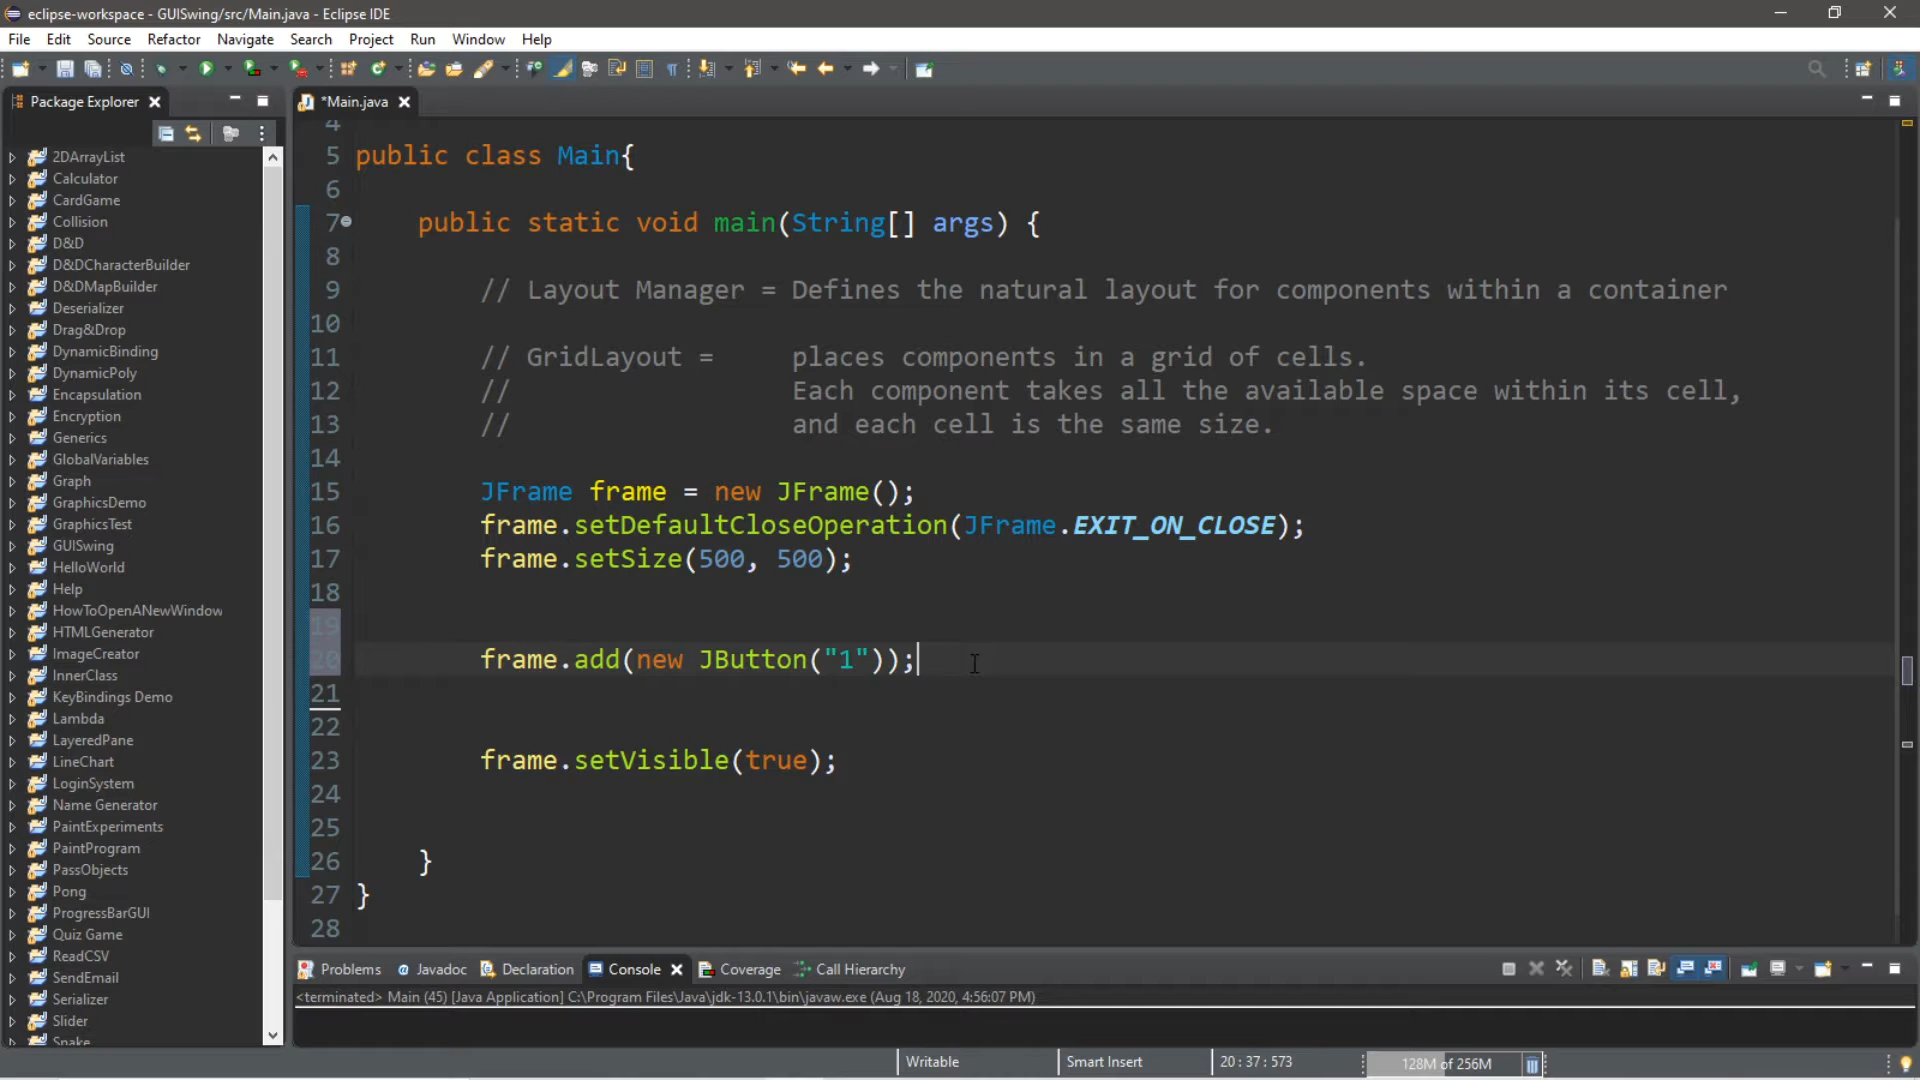 eclipse-workspace - GUISwing/src/Main.java - Eclipse IDE
File Edit Source Refactor Navigate Search Project Run Window Help
Package Explorer
2DArrayList
Calculator
CardGame
Collision
D&D
D&DCharacterBuilder
D&DMapBuilder
Deserializer
Drag&Drop
DynamicBinding
DynamicPoly
Encapsulation
Encryption
Generics
GlobalVariables
Graph
GraphicsDemo
GraphicsTest
GUISwing
HelloWorld
Help
HowToOpenANewWindow
HTMLGenerator
ImageCreator
InnerClass
KeyBindings Demo
Lambda
LayeredPane
LineChart
LoginSystem
Name Generator
PaintExperiments
PaintProgram
PassObjects
Pong
ProgressBarGUI
Quiz Game
ReadCSV
SendEmail
Serializer
Slider
Snake
*Main.java
4
5 public class Main{
6
7 public static void main(String[] args) {
8
9 // Layout Manager = Defines the natural layout for components within a container
10
11 // GridLayout = places components in a grid of cells.
12 // Each component takes all the available space within its cell,
13 // and each cell is the same size.
14
15 JFrame frame = new JFrame();
16 frame.setDefaultCloseOperation(JFrame.EXIT_ON_CLOSE);
17 frame.setSize(500, 500);
18
19
20 frame.add(new JButton("1"));
21
22
23 frame.setVisible(true);
24
25
26 }
27 }
28
Problems @ Javadoc Declaration Console Coverage Call Hierarchy
<terminated> Main (45) [Java Application] C:\Program Files\Java\jdk-13.0.1\bin\javaw.exe (Aug 18, 2020, 4:56:07 PM)
Writable Smart Insert 20 : 37 : 573 128M of 256M